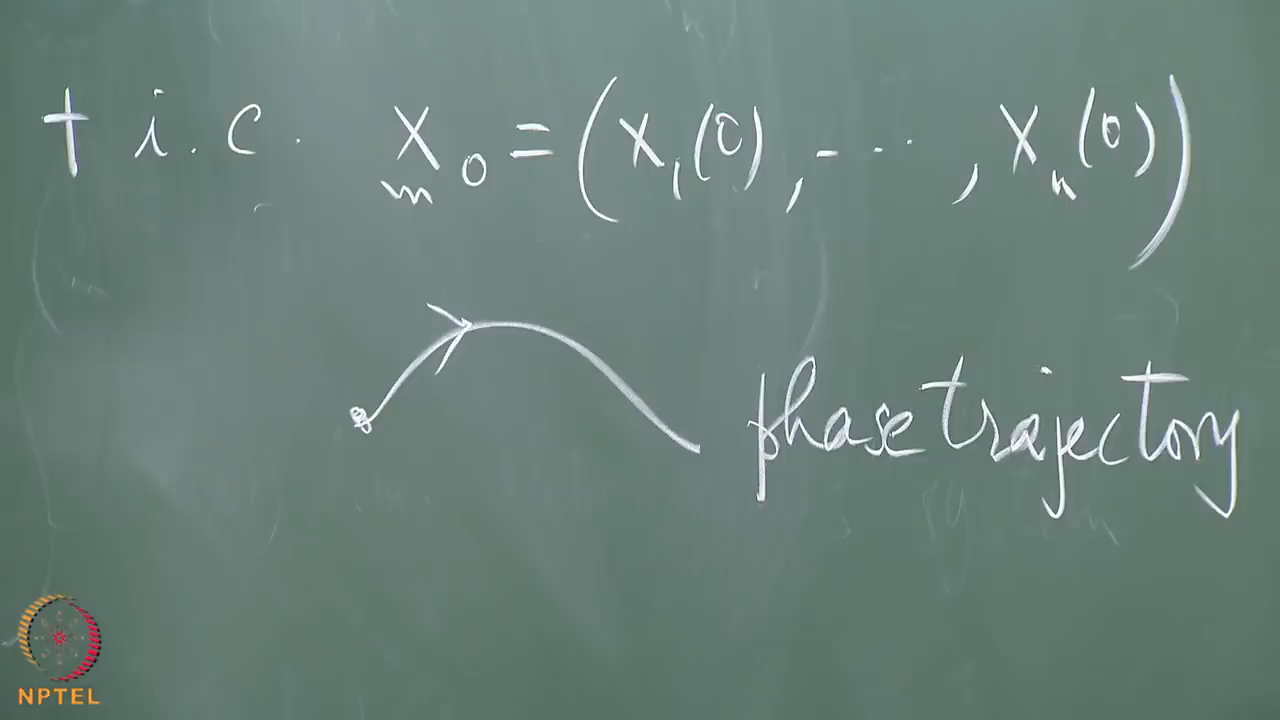 + i.c. x₀ = (x₁(0), - ··· , xₙ(0))
phase trajectory
NPTEL